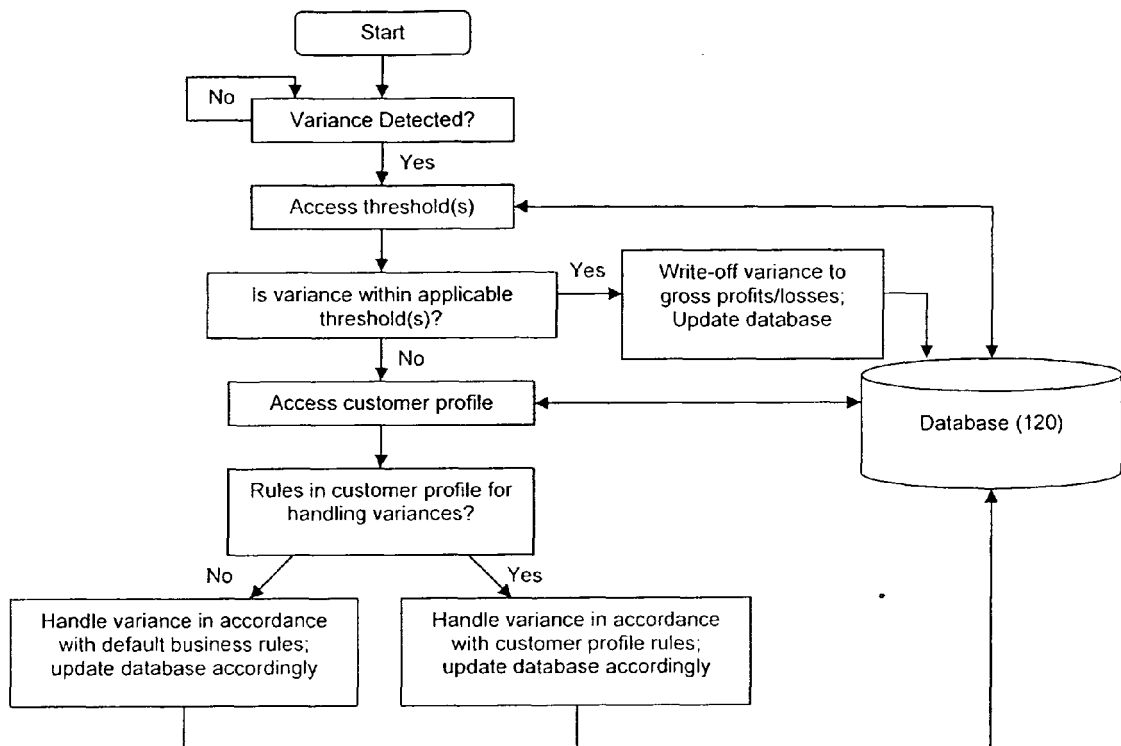 Start
No
Variance Detected?
Yes
Access threshold(s)
Is variance within applicable
threshold(s)?
Yes
Write-off variance to
gross profits/losses;
Update database
No
Access customer profile
Database (120)
Rules in customer profile for
handling variances?
No
Yes
Handle variance in accordance
with default business rules;
update database accordingly
Handle variance in accordance
with customer profile rules;
update database accordingly